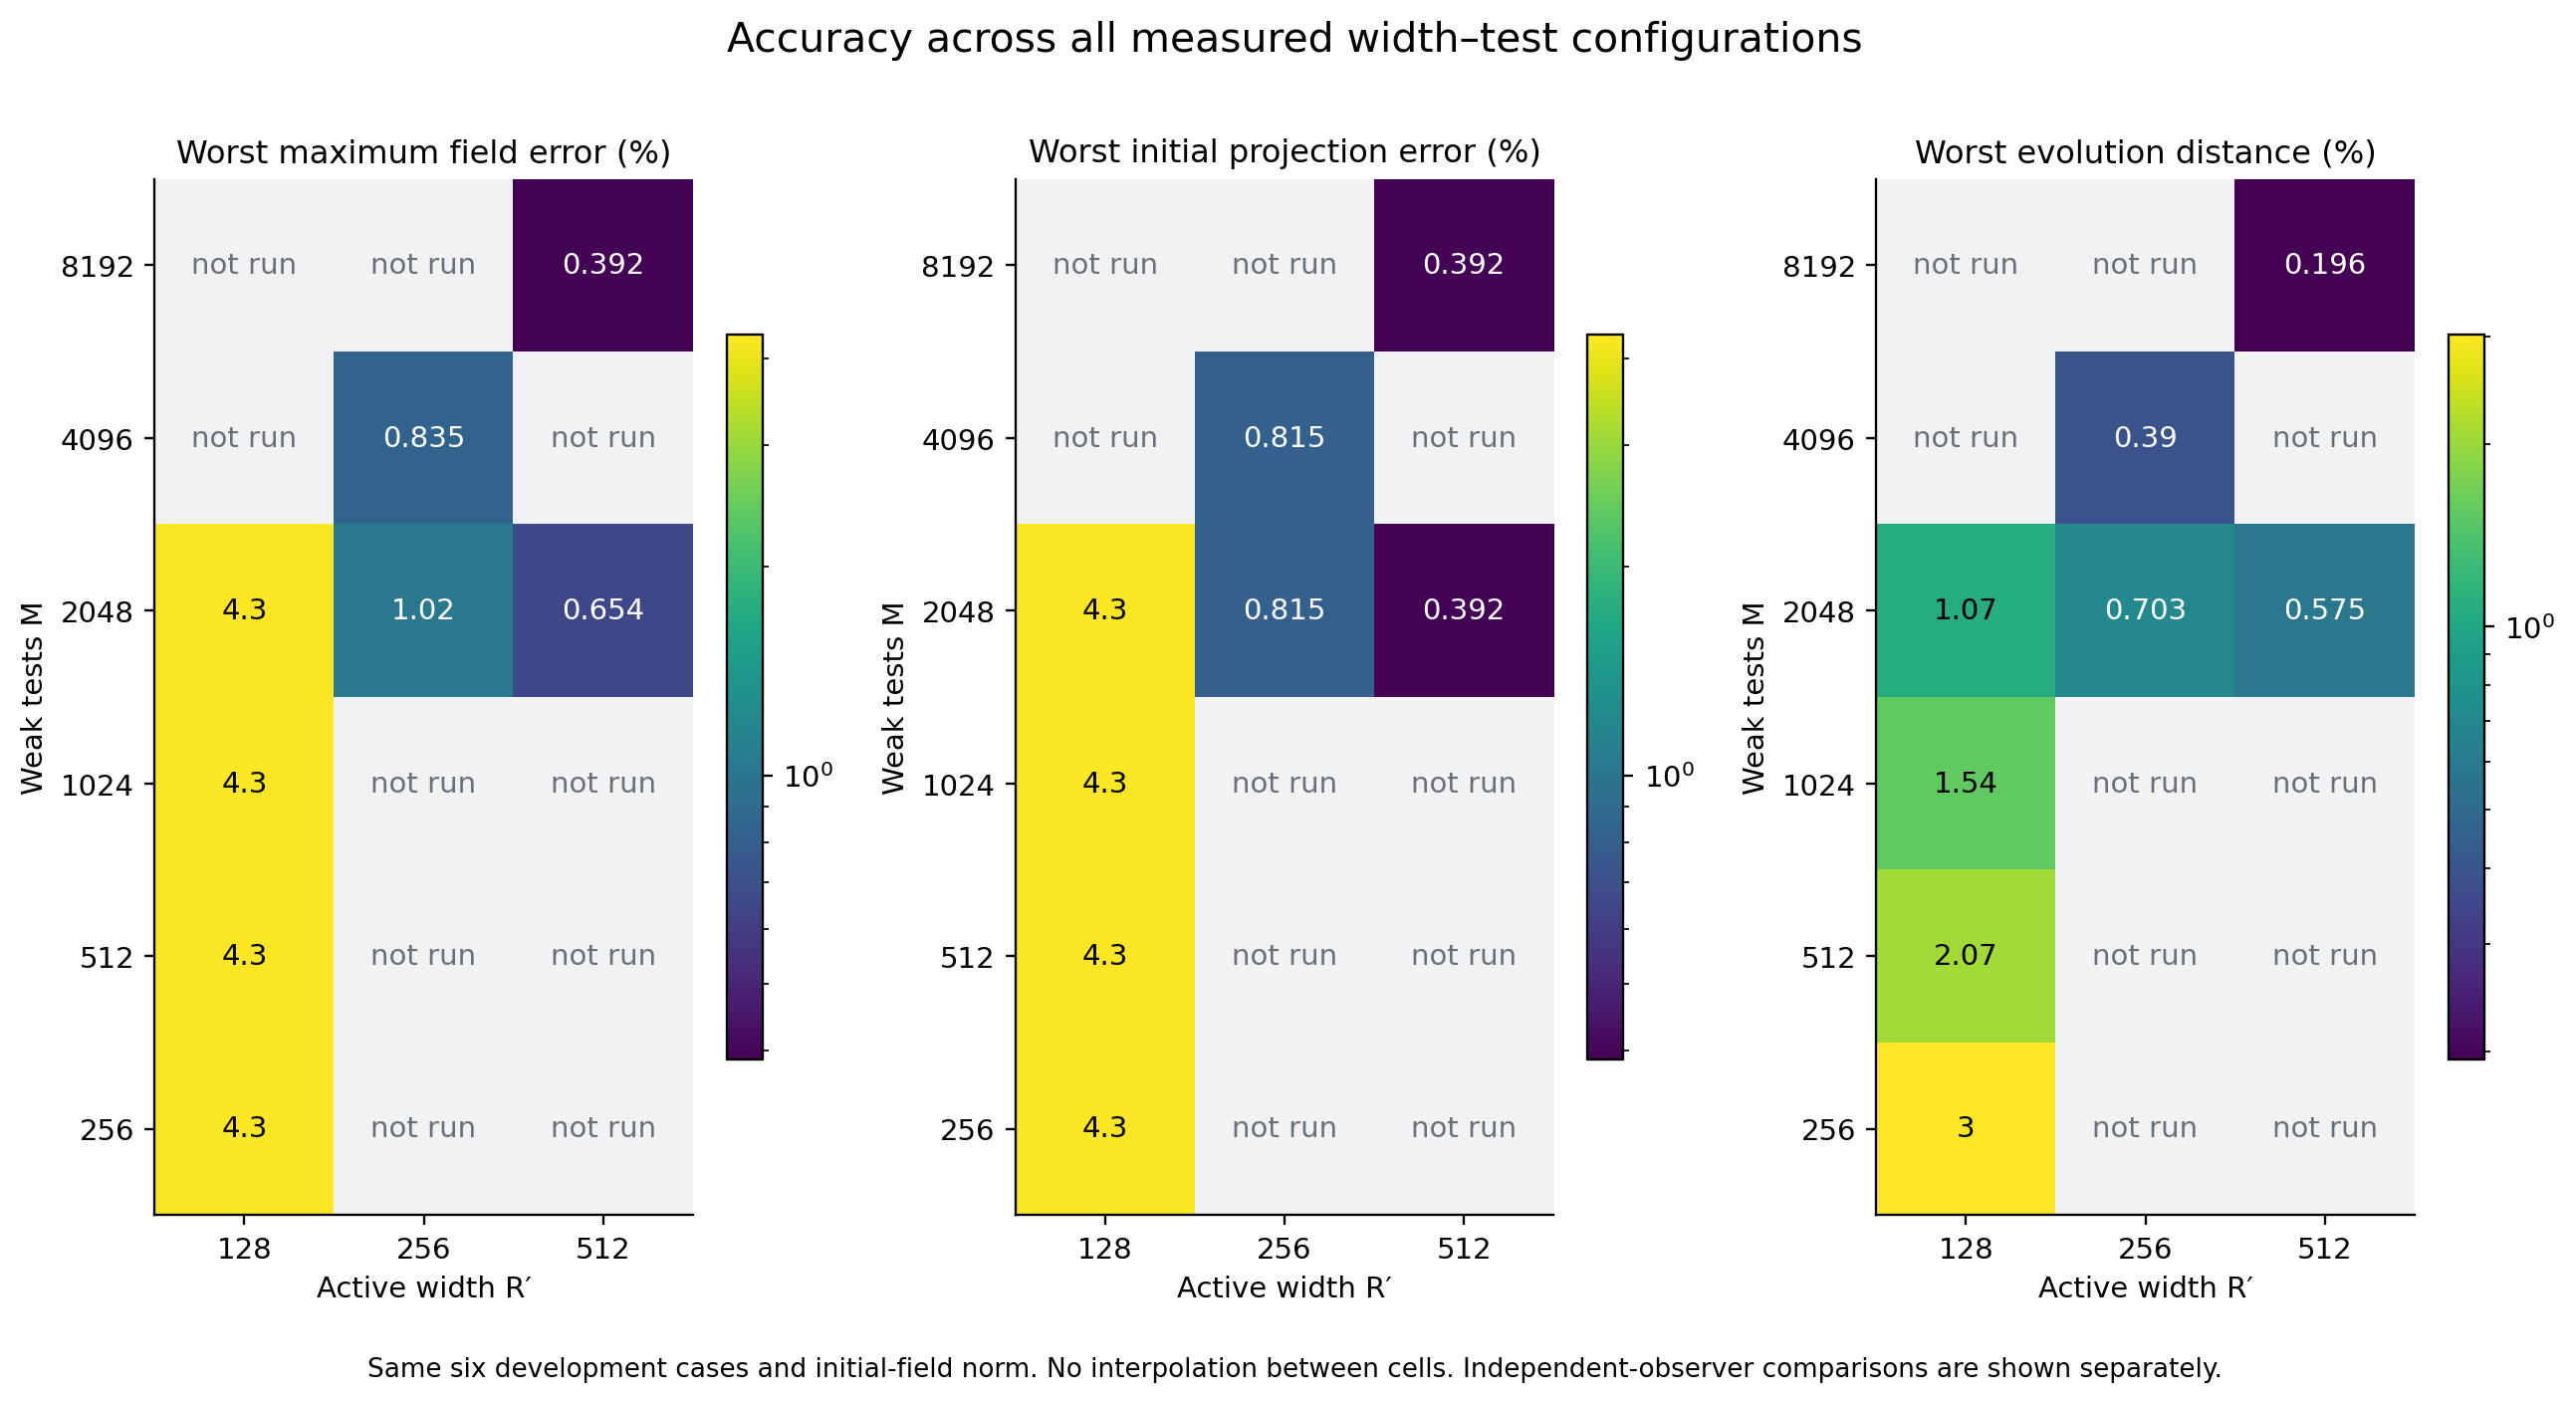 Accuracy across all measured width–test configurations
Worst maximum field error (%)
Weak tests M
8192
not run
not run
0.392
4096
not run
0.835
not run
2048
4.3
1.02
0.654
1024
4.3
not run
not run
512
4.3
not run
not run
256
4.3
not run
not run
128
256
512
Active width R′
10⁰
Worst initial projection error (%)
Weak tests M
8192
not run
not run
0.392
4096
not run
0.815
not run
2048
4.3
0.815
0.392
1024
4.3
not run
not run
512
4.3
not run
not run
256
4.3
not run
not run
128
256
512
Active width R′
10⁰
Worst evolution distance (%)
Weak tests M
8192
not run
not run
0.196
4096
not run
0.39
not run
2048
1.07
0.703
0.575
1024
1.54
not run
not run
512
2.07
not run
not run
256
3
not run
not run
128
256
512
Active width R′
10⁰
Same six development cases and initial-field norm. No interpolation between cells. Independent-observer comparisons are shown separately.